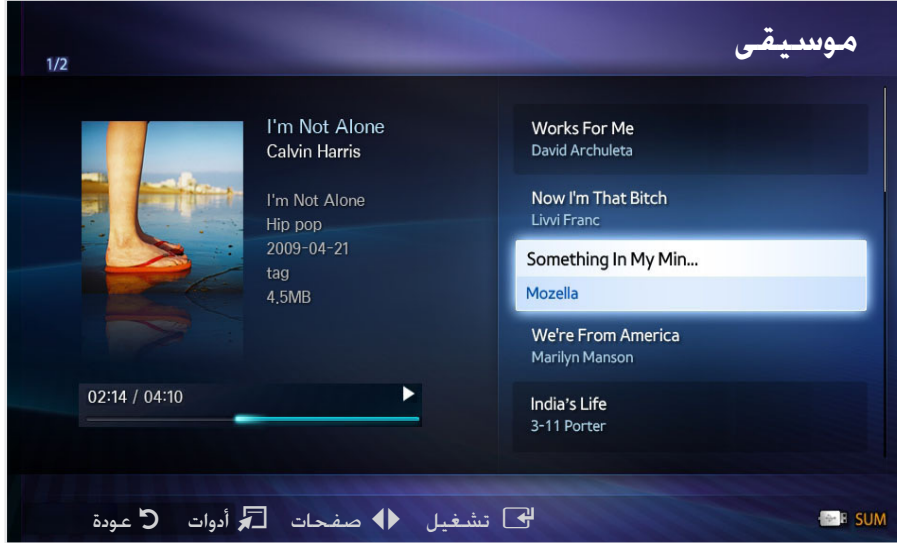 موسيقى
1/2
I'm Not Alone
Calvin Harris
I'm Not Alone
Hip pop
2009-04-21
tag
4.5MB
02:14 / 04:10
Works For Me
David Archuleta
Now I'm That Bitch
Livvi Franc
Something In My Min...
Mozella
We're From America
Marilyn Manson
India's Life
3-11 Porter
تشغيل صفحات أدوات عودة
SUM